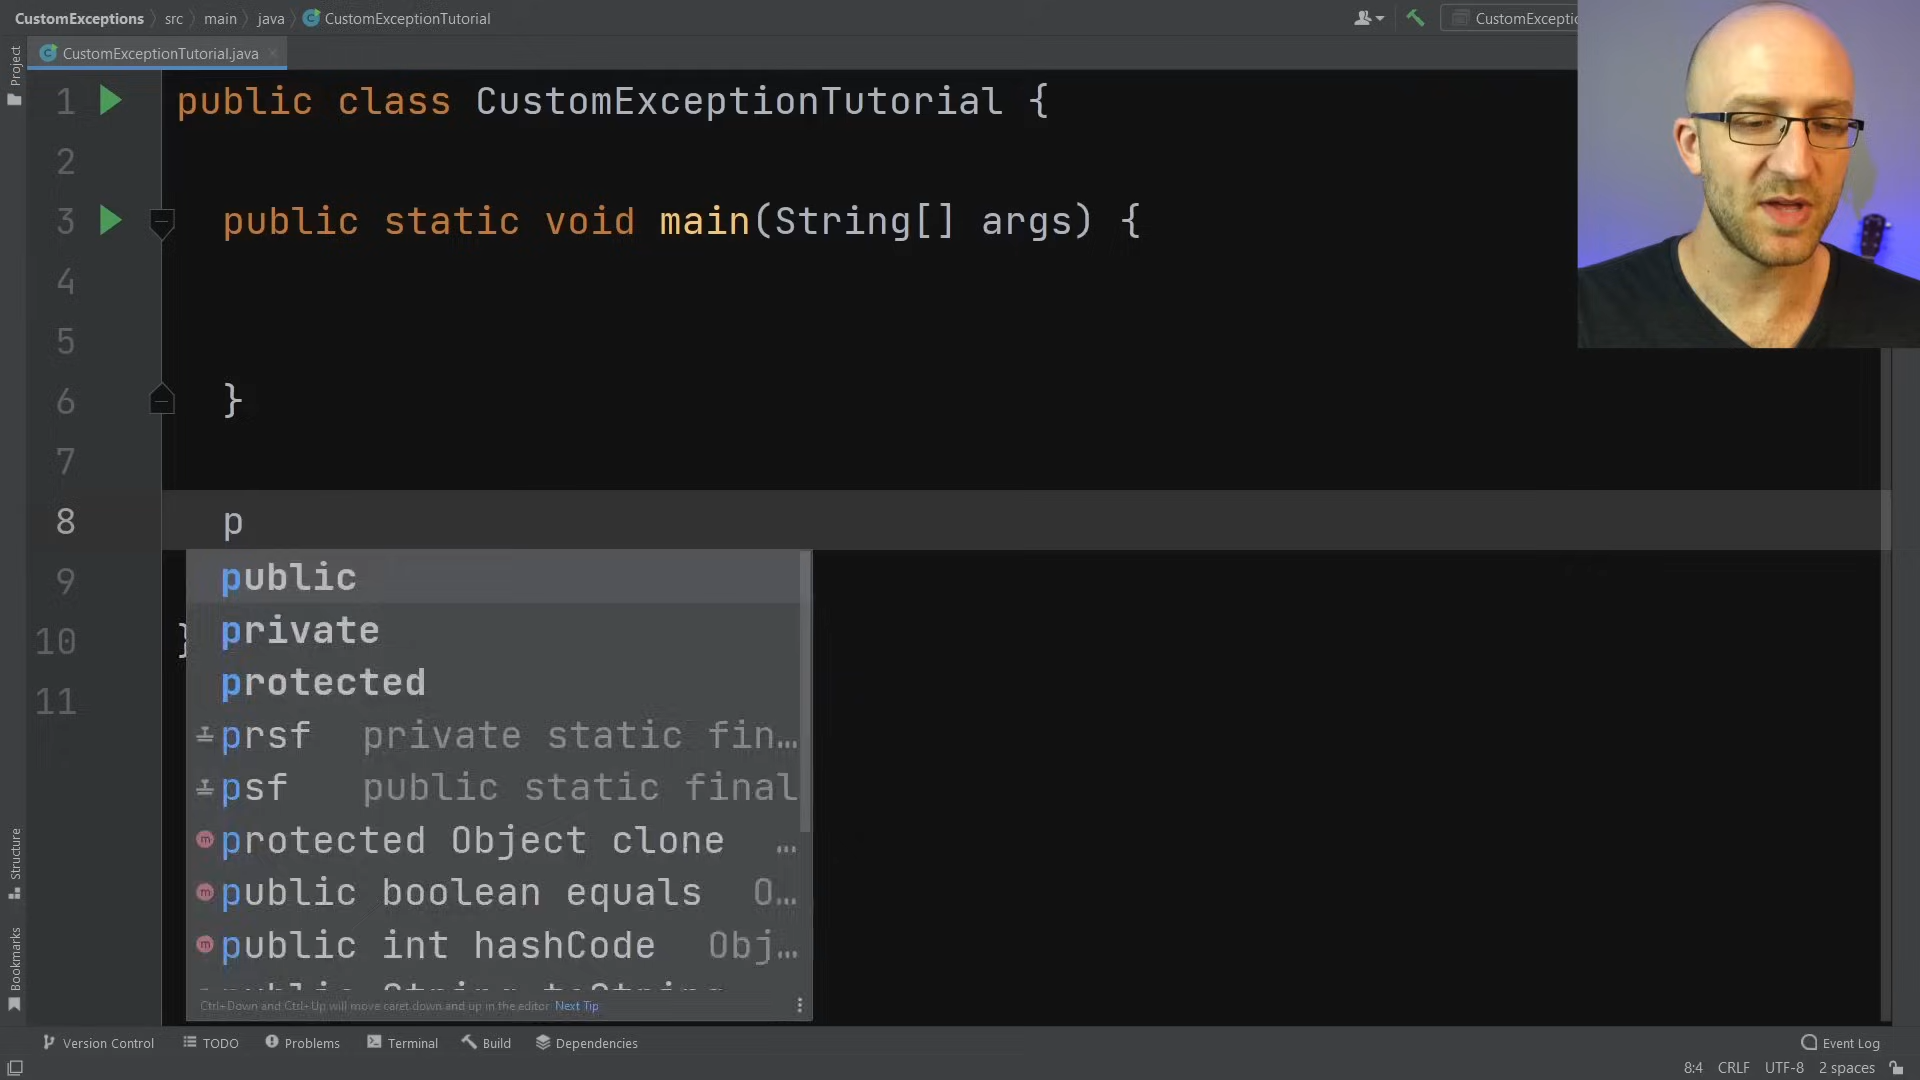 CustomExceptions src main java CustomExceptionTutorial
CustomExceptio
CustomExceptionTutorial.java
Project
1 public class CustomExceptionTutorial {
2
3 public static void main(String[] args) {
4
5
6 }
7
8 p
9
10 }
11
public
private
protected
prsf private static fin…
psf public static final
protected Object clone …
public boolean equals O…
public int hashCode Obj…
public String toString
Ctrl+Down and Ctrl+Up will move caret down and up in the editor Next Tip
Structure
Bookmarks
Version Control TODO Problems Terminal Build Dependencies Event Log
8:4 CRLF UTF-8 2 spaces